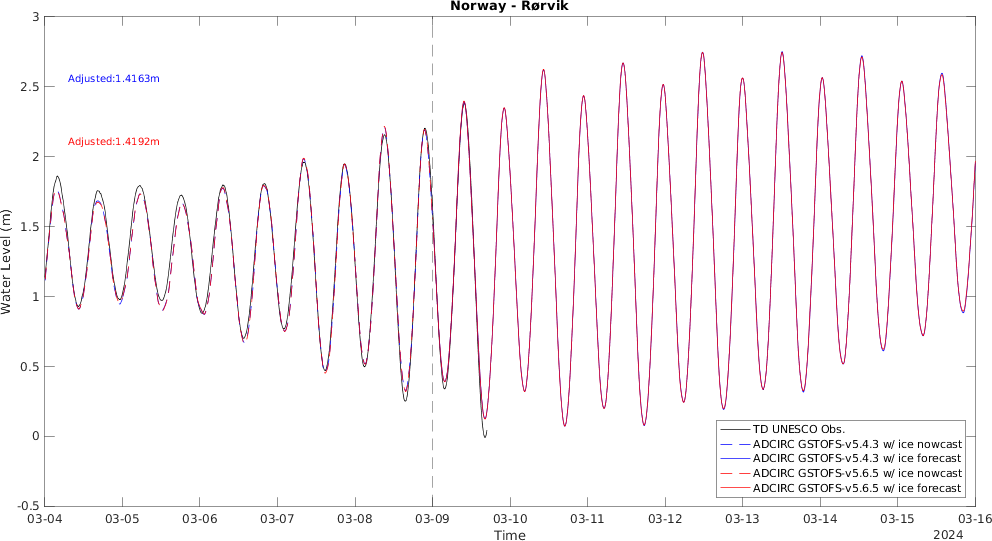 Norway - Rørvik
3
2.5
2
1.5
1
0.5
0
-0.5
Water Level (m)
Adjusted:1.4163m
Adjusted:1.4192m
TD UNESCO Obs.
ADCIRC GSTOFS-v5.4.3 w/ ice nowcast
ADCIRC GSTOFS-v5.4.3 w/ ice forecast
ADCIRC GSTOFS-v5.6.5 w/ ice nowcast
ADCIRC GSTOFS-v5.6.5 w/ ice forecast
03-04 03-05 03-06 03-07 03-08 03-09 03-10 03-11 03-12 03-13 03-14 03-15 03-16
Time
2024